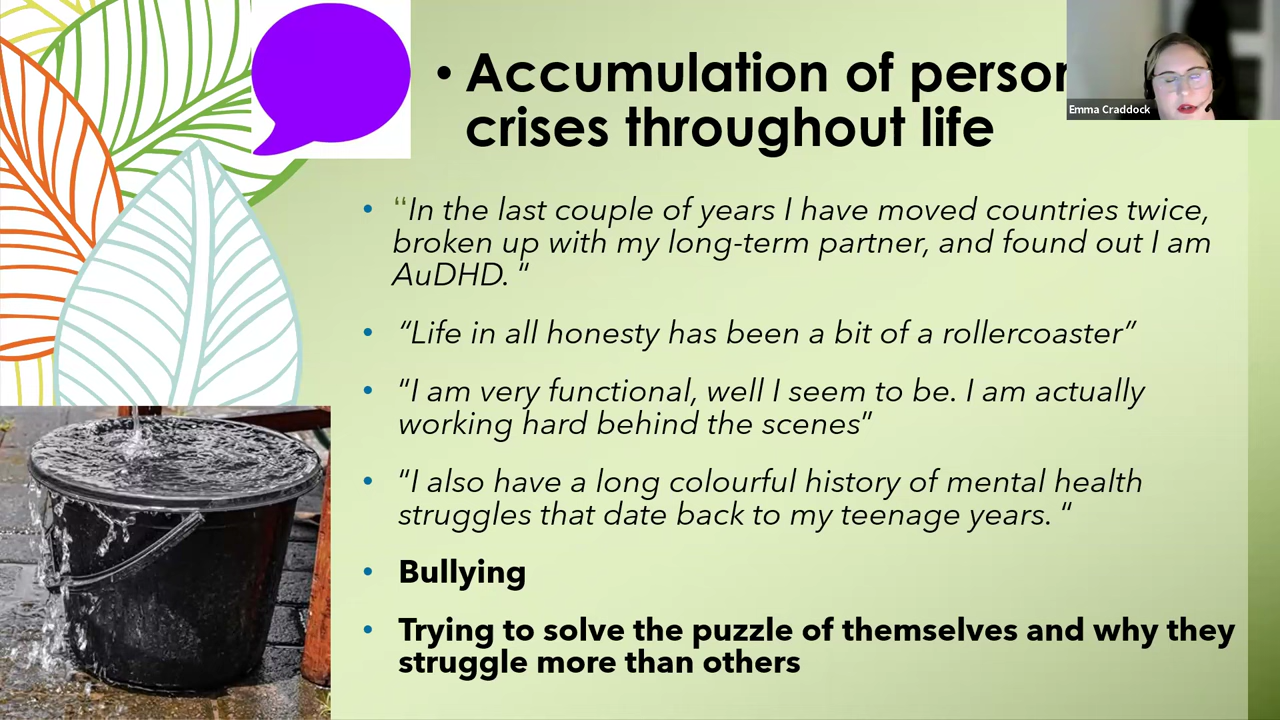 • Accumulation of person
crises throughout life
Emma Craddock
• “In the last couple of years I have moved countries twice,
broken up with my long-term partner, and found out I am
AuDHD. "
• “Life in all honesty has been a bit of a rollercoaster”
• “I am very functional, well I seem to be. I am actually
working hard behind the scenes”
• “I also have a long colourful history of mental health
struggles that date back to my teenage years. "
• Bullying
• Trying to solve the puzzle of themselves and why they
struggle more than others